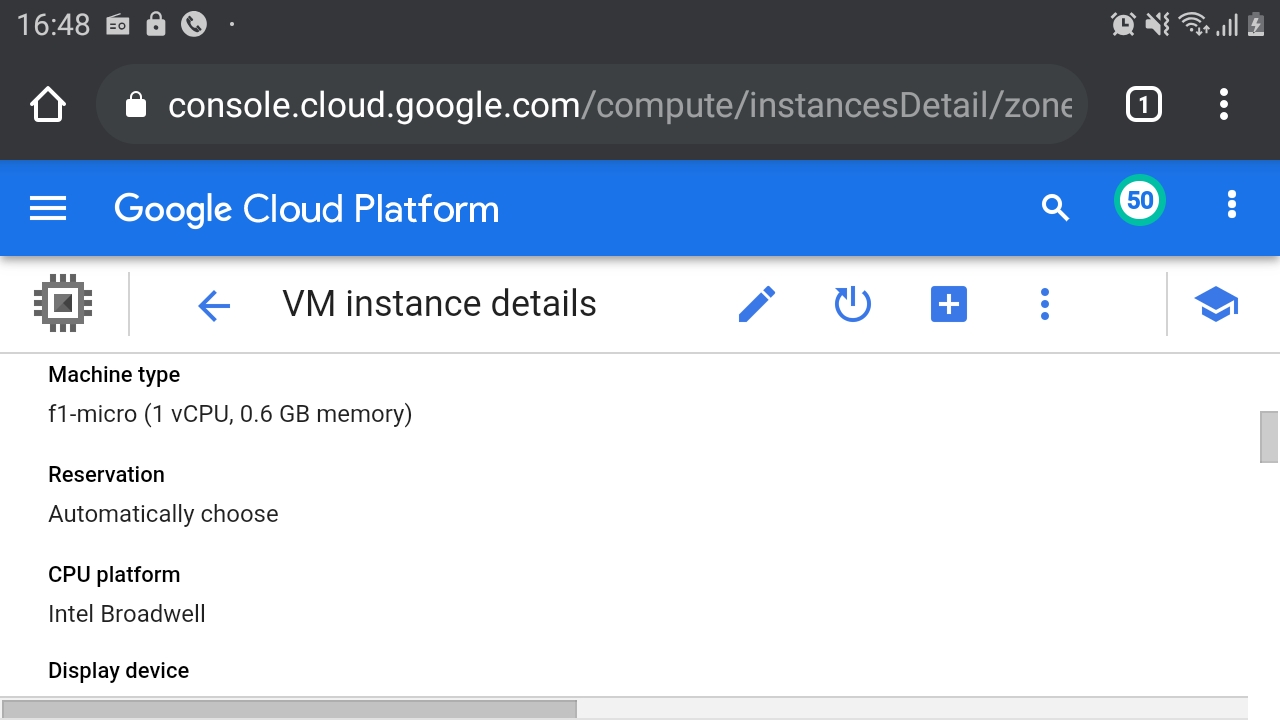 16:48
console.cloud.google.com/compute/instancesDetail/zone
1
Google Cloud Platform
50
VM instance details
Machine type
f1-micro (1 vCPU, 0.6 GB memory)
Reservation
Automatically choose
CPU platform
Intel Broadwell
Display device